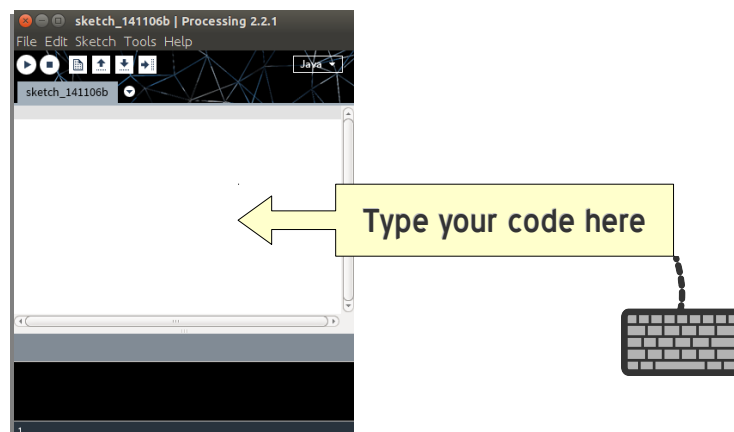 sketch_141106b | Processing 2.2.1
File Edit Sketch Tools Help
Java
sketch_141106b
Type your code here
1